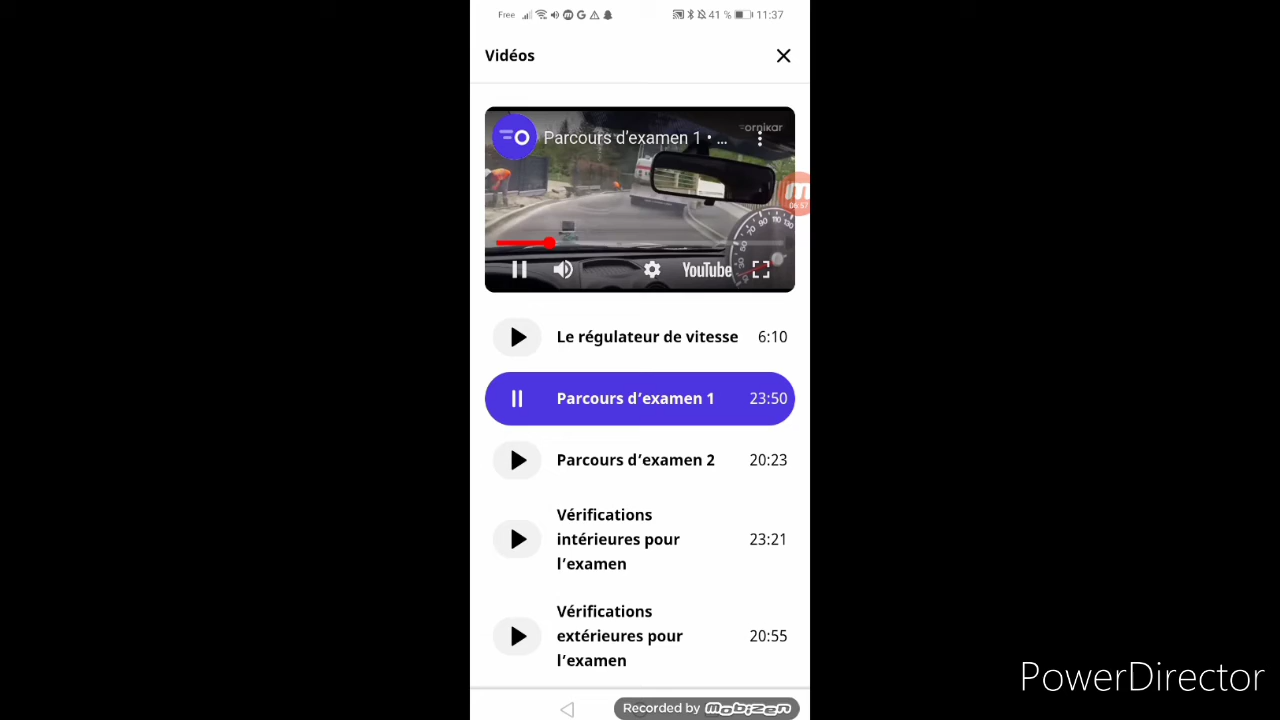 Free 41 % 11:37
Vidéos
ornikar
Parcours d’examen 1 • ...
06:57
YouTube
Le régulateur de vitesse 6:10
Parcours d’examen 1 23:50
Parcours d’examen 2 20:23
Vérifications
intérieures pour
l’examen
23:21
Vérifications
extérieures pour
l’examen
20:55
Recorded by mobizen
PowerDirector